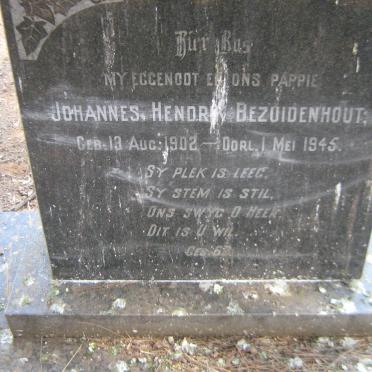 Hier Rus
MY EGGENOOT EN ONS PAPPIE
JOHANNES, HENDRIK BEZUIDENHOUT,
GEB: 13 AUG: 1902 — OORL. 1 MEI 1945.
SY PLEK IS LEEG,
SY STEM IS STIL,
ONS SWYG O HEER,
DIT IS U WIL.
GES: